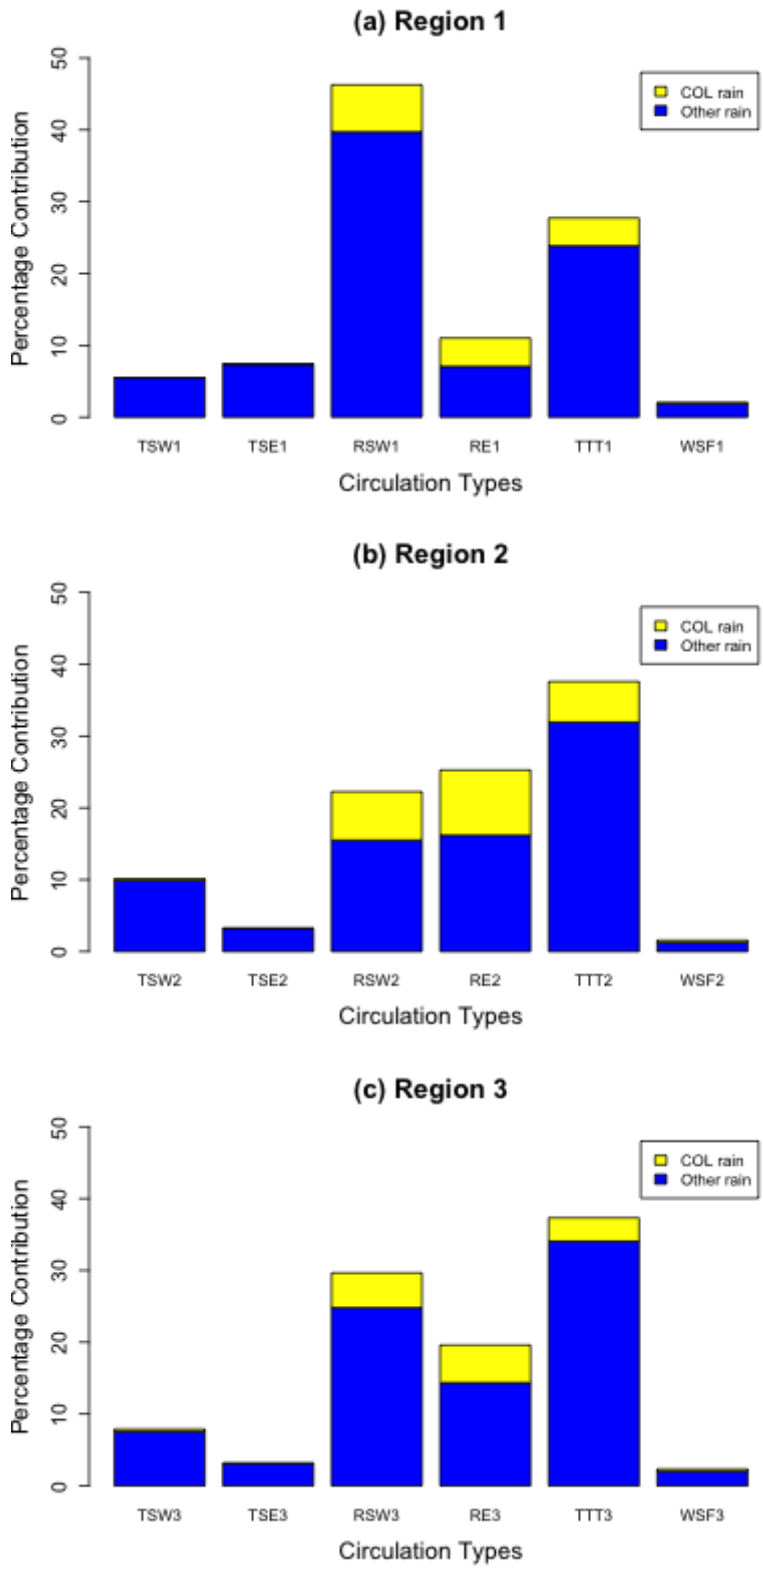 (a) Region 1
Percentage Contribution
50
40
30
20
10
0
COL rain
Other rain
TSW1 TSE1 RSW1 RE1 TTT1 WSF1
Circulation Types
(b) Region 2
Percentage Contribution
50
40
30
20
10
0
COL rain
Other rain
TSW2 TSE2 RSW2 RE2 TTT2 WSF2
Circulation Types
(c) Region 3
Percentage Contribution
50
40
30
20
10
0
COL rain
Other rain
TSW3 TSE3 RSW3 RE3 TTT3 WSF3
Circulation Types